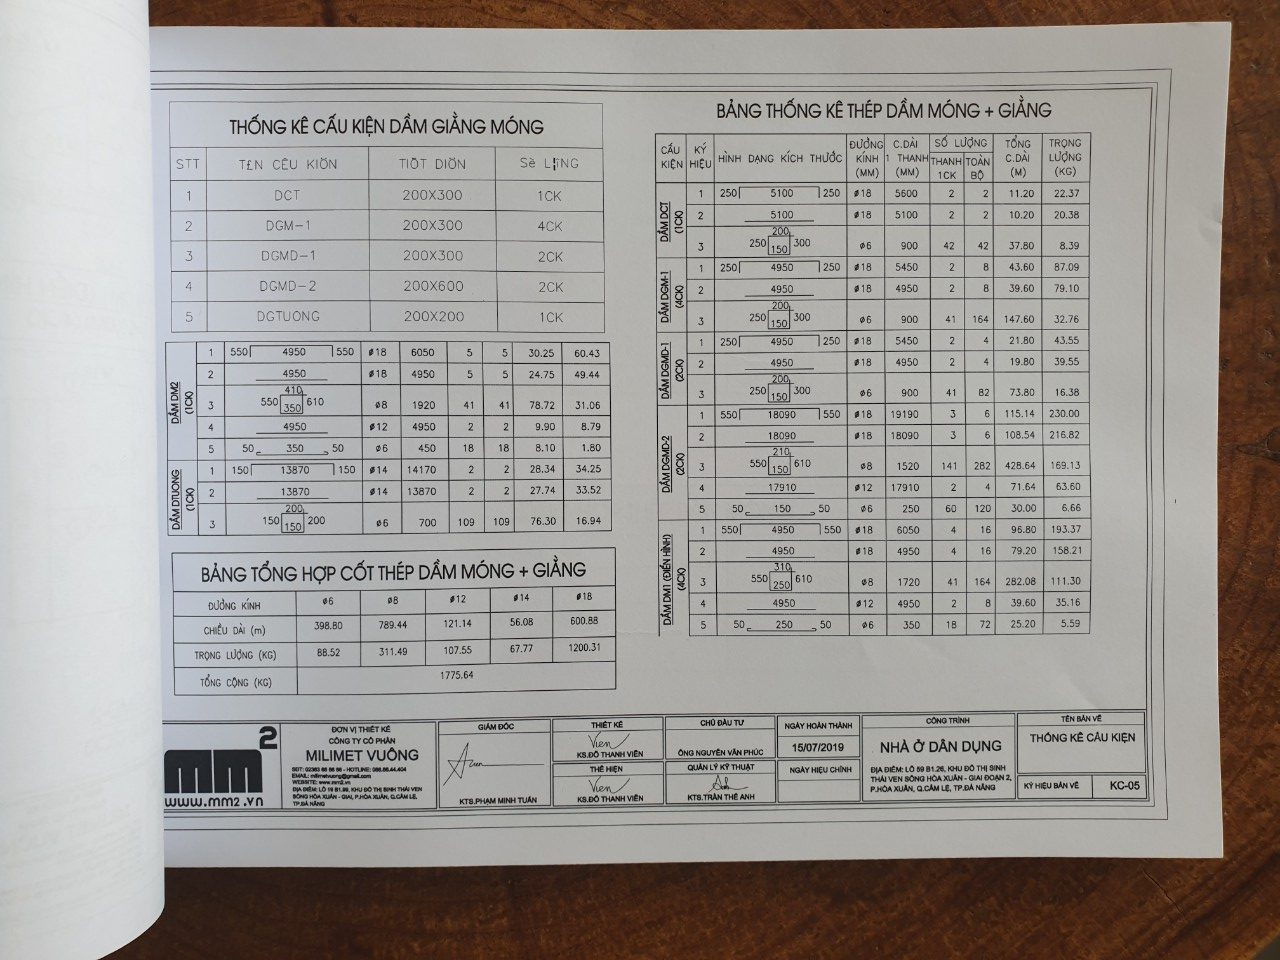 THỐNG KÊ CẤU KIỆN DẦM GIẰNG MÓNG
STT T£N CÊU KIÖN TIÕT DIÖN Sè L¦îNG
1 DCT 200X300 1CK
2 DGM-1 200X300 4CK
3 DGMD-1 200X300 2CK
4 DGMD-2 200X600 2CK
5 DGTUONG 200X200 1CK
DẦM DM2 (1CK)
1 550 4950 550 ø18 6050 5 5 30.25 60.43
2 4950 ø18 4950 5 5 24.75 49.44
3 550 410 350 610 ø8 1920 41 41 78.72 31.06
4 4950 ø12 4950 2 2 9.90 8.79
5 50 350 50 ø6 450 18 18 8.10 1.80
DẦM DTUONG (1CK)
1 150 13870 150 ø14 14170 2 2 28.34 34.25
2 13870 ø14 13870 2 2 27.74 33.52
3 150 200 150 200 ø6 700 109 109 76.30 16.94
BẢNG TỔNG HỢP CỐT THÉP DẦM MÓNG + GIẰNG
ĐƯỜNG KÍNH ø6 ø8 ø12 ø14 ø18
CHIỀU DÀI (m) 398.80 789.44 121.14 56.08 600.88
TRỌNG LƯỢNG (KG) 88.52 311.49 107.55 67.77 1200.31
TỔNG CỘNG (KG) 1775.64
BẢNG THỐNG KÊ THÉP DẦM MÓNG + GIẰNG
CẤU KIỆN KÝ HIỆU HÌNH DẠNG KÍCH THƯỚC ĐƯỜNG KÍNH (MM) C.DÀI 1 THANH (MM) SỐ LƯỢNG THANH 1CK TOÀN BỘ TỔNG C.DÀI (M) TRỌNG LƯỢNG (KG)
DẦM DCT (1CK)
1 250 5100 250 ø18 5600 2 2 11.20 22.37
2 5100 ø18 5100 2 2 10.20 20.38
3 250 200 150 300 ø6 900 42 42 37.80 8.39
DẦM DGM-1 (4CK)
1 250 4950 250 ø18 5450 2 8 43.60 87.09
2 4950 ø18 4950 2 8 39.60 79.10
3 250 200 150 300 ø6 900 41 164 147.60 32.76
DẦM DGMD-1 (2CK)
1 250 4950 250 ø18 5450 2 4 21.80 43.55
2 4950 ø18 4950 2 4 19.80 39.55
3 250 200 150 300 ø6 900 41 82 73.80 16.38
DẦM DGMD-2 (2CK)
1 550 18090 550 ø18 19190 3 6 115.14 230.00
2 18090 ø18 18090 3 6 108.54 216.82
3 550 210 150 610 ø8 1520 141 282 428.64 169.13
4 17910 ø12 17910 2 4 71.64 63.60
5 50 150 50 ø6 250 60 120 30.00 6.66
DẦM DM1 (ĐIỂN HÌNH) (4CK)
1 550 4950 550 ø18 6050 4 16 96.80 193.37
2 4950 ø18 4950 4 16 79.20 158.21
3 550 310 250 610 ø8 1720 41 164 282.08 111.30
4 4950 ø12 4950 2 8 39.60 35.16
5 50 250 50 ø6 350 18 72 25.20 5.59
mm2
www.mm2.vn
ĐƠN VỊ THIẾT KẾ
CÔNG TY CỔ PHẦN
MILIMET VUÔNG
EMAIL: milimetvuong@gmail.com
WEBSITE: www.mm2.vn
ĐỊA ĐIỂM: LÔ 19 B1.99, KHU ĐÔ THỊ SINH THÁI VEN
SÔNG HÒA XUÂN - GIAI, P.HÒA XUÂN, Q.CẨM LỆ,
TP.ĐÀ NẴNG
GIÁM ĐỐC
KTS.PHẠM MINH TUẤN
THIẾT KẾ
Vien
KS.ĐỖ THANH VIÊN
THỂ HIỆN
Vien
KS.ĐỖ THANH VIÊN
CHỦ ĐẦU TƯ
ÔNG NGUYỄN VĂN PHÚC
QUẢN LÝ KỸ THUẬT
KTS.TRẦN THẾ ANH
NGÀY HOÀN THÀNH
15/07/2019
NGÀY HIỆU CHỈNH
CÔNG TRÌNH
NHÀ Ở DÂN DỤNG
ĐỊA ĐIỂM: LÔ 59 B1.26, KHU ĐÔ THỊ SINH
THÁI VEN SÔNG HÒA XUÂN - GIAI ĐOẠN 2,
P.HÒA XUÂN, Q.CẨM LỆ, TP.ĐÀ NẴNG
TÊN BẢN VẼ
THỐNG KÊ CẤU KIỆN
KÝ HIỆU BẢN VẼ KC-05